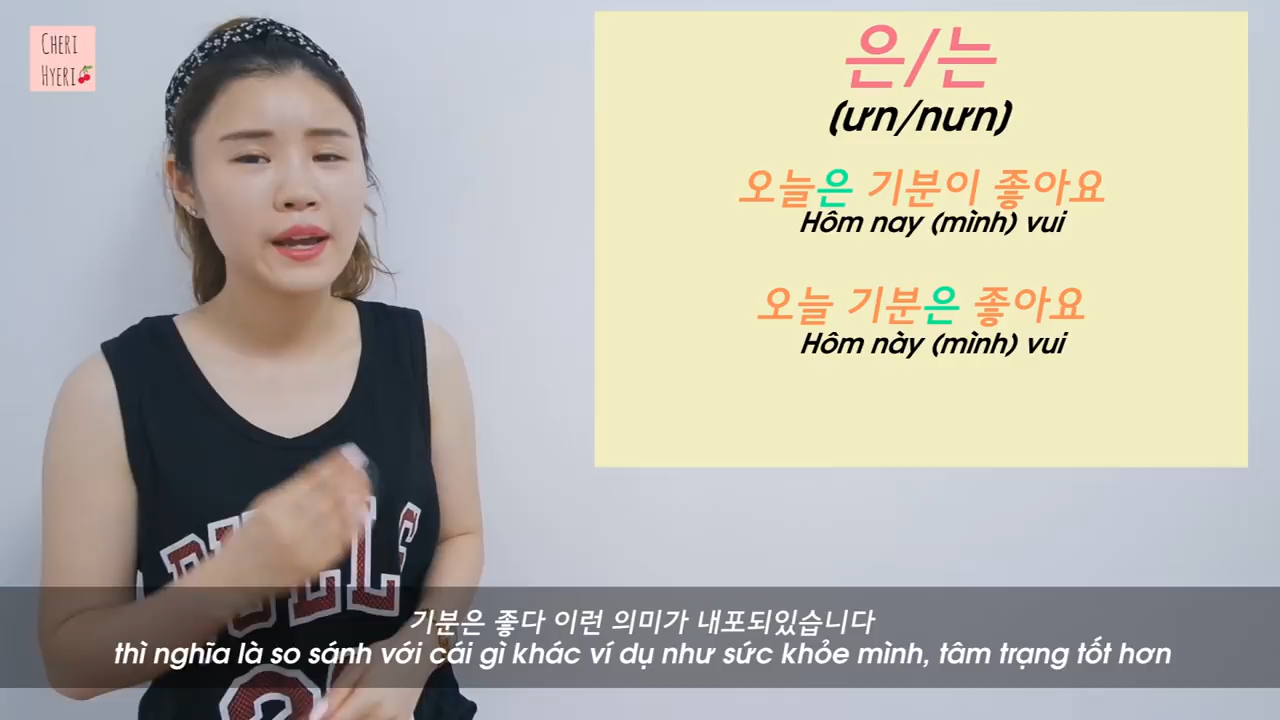 CHERI
HYERI
은/는
(ưn/nưn)
오늘은 기분이 좋아요
Hôm nay (mình) vui
오늘 기분은 좋아요
Hôm này (mình) vui
기분은 좋다 이런 의미가 내포되있습니다
thì nghĩa là so sánh với cái gì khác ví dụ như sức khỏe mình, tâm trạng tốt hơn